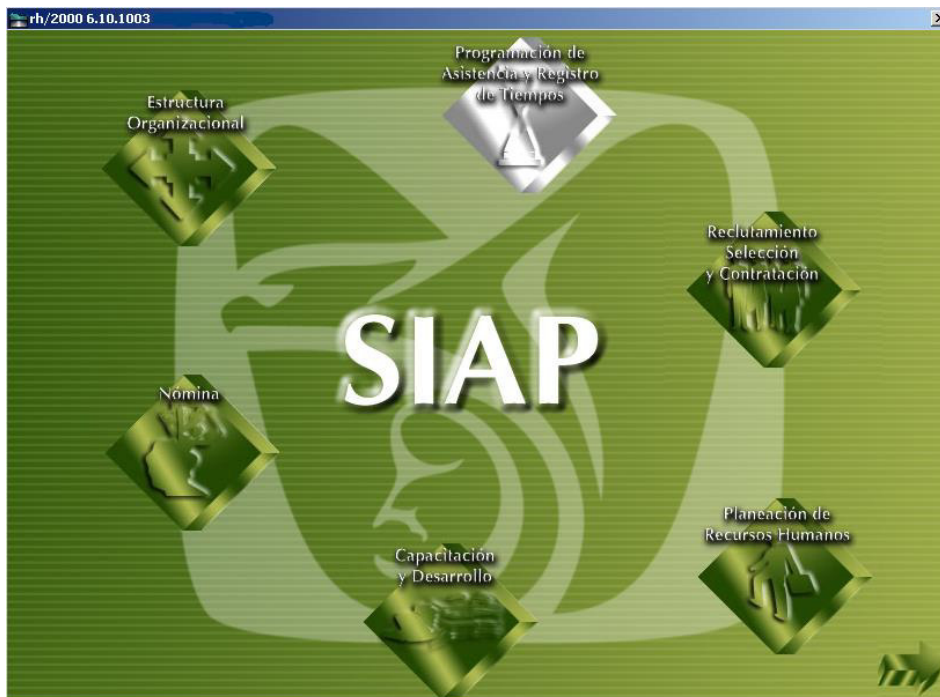 rh/2000 6.10.1003
Programación de
Asistencia y Registro
de Tiempos
Estructura
Organizacional
Reclutamiento
Selección
y Contratación
SIAP
Nómina
Planeación de
Recursos Humanos
Capacitación
y Desarrollo